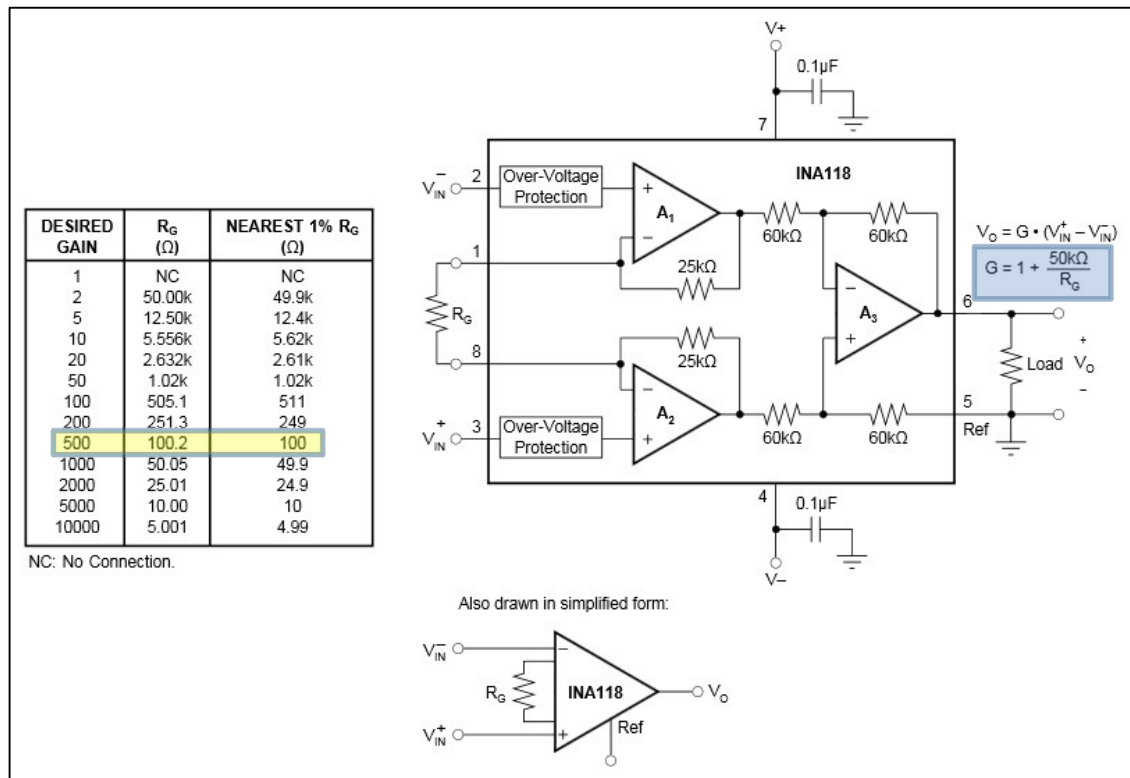 DESIRED GAIN R_G (Ω) NEAREST 1% R_G (Ω)
1 NC NC
2 50.00k 49.9k
5 12.50k 12.4k
10 5.556k 5.62k
20 2.632k 2.61k
50 1.02k 1.02k
100 505.1 511
200 251.3 249
500 100.2 100
1000 50.05 49.9
2000 25.01 24.9
5000 10.00 10
10000 5.001 4.99
NC: No Connection.
V+
0.1µF
7
INA118
V_IN^−
2
Over-Voltage
Protection
+
A₁
−
60kΩ
60kΩ
1
25kΩ
R_G
8
25kΩ
−
A₃
+
V_O = G • (V_IN^+ − V_IN^−)
G = 1 + 50kΩ/R_G
6
Load
+
V_O
−
−
A₂
+
V_IN^+
3
Over-Voltage
Protection
60kΩ
60kΩ
5
Ref
4
0.1µF
V−
Also drawn in simplified form:
V_IN^−
−
R_G
INA118
V_O
V_IN^+
+
Ref